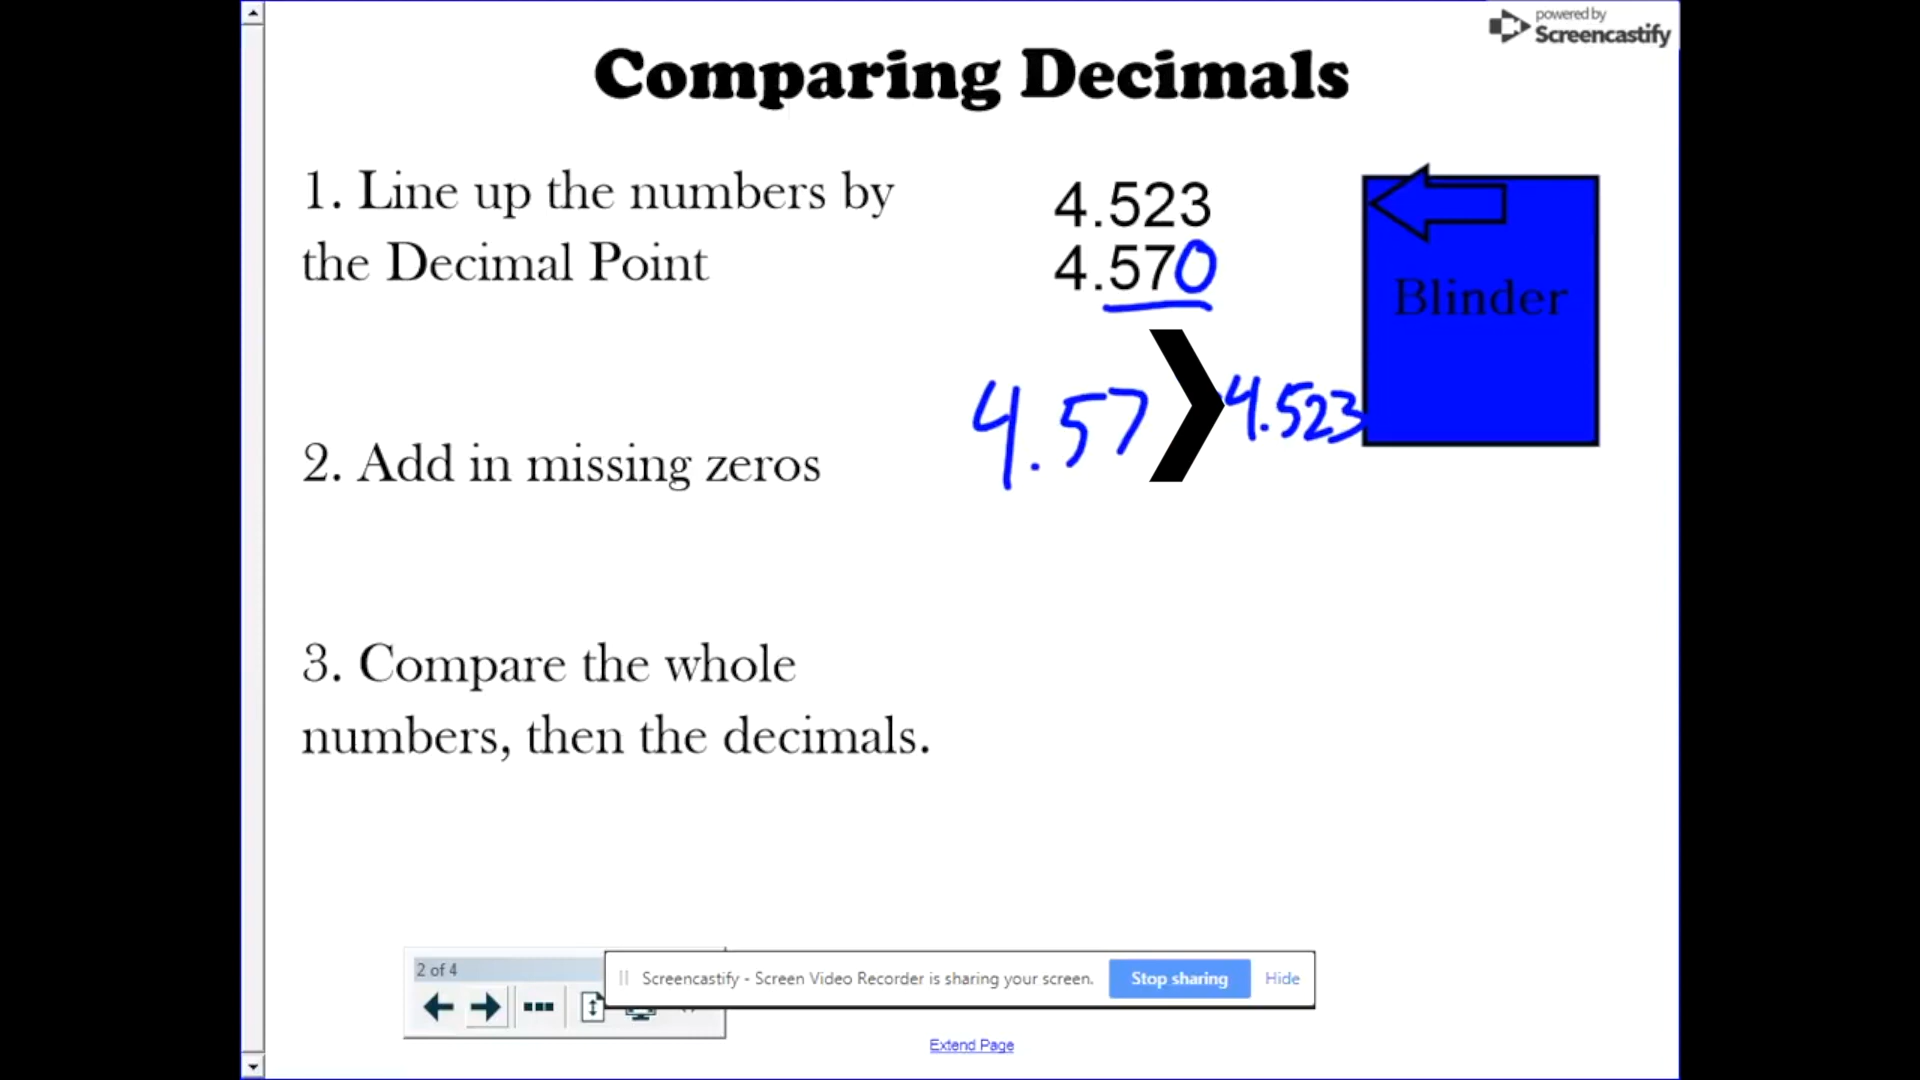 powered by
Screencastify
Comparing Decimals
1. Line up the numbers by
the Decimal Point
4.523
4.570
Blinder
4.57 > 4.523
2. Add in missing zeros
3. Compare the whole
numbers, then the decimals.
2 of 4
Screencastify - Screen Video Recorder is sharing your screen.
Stop sharing
Hide
Extend Page